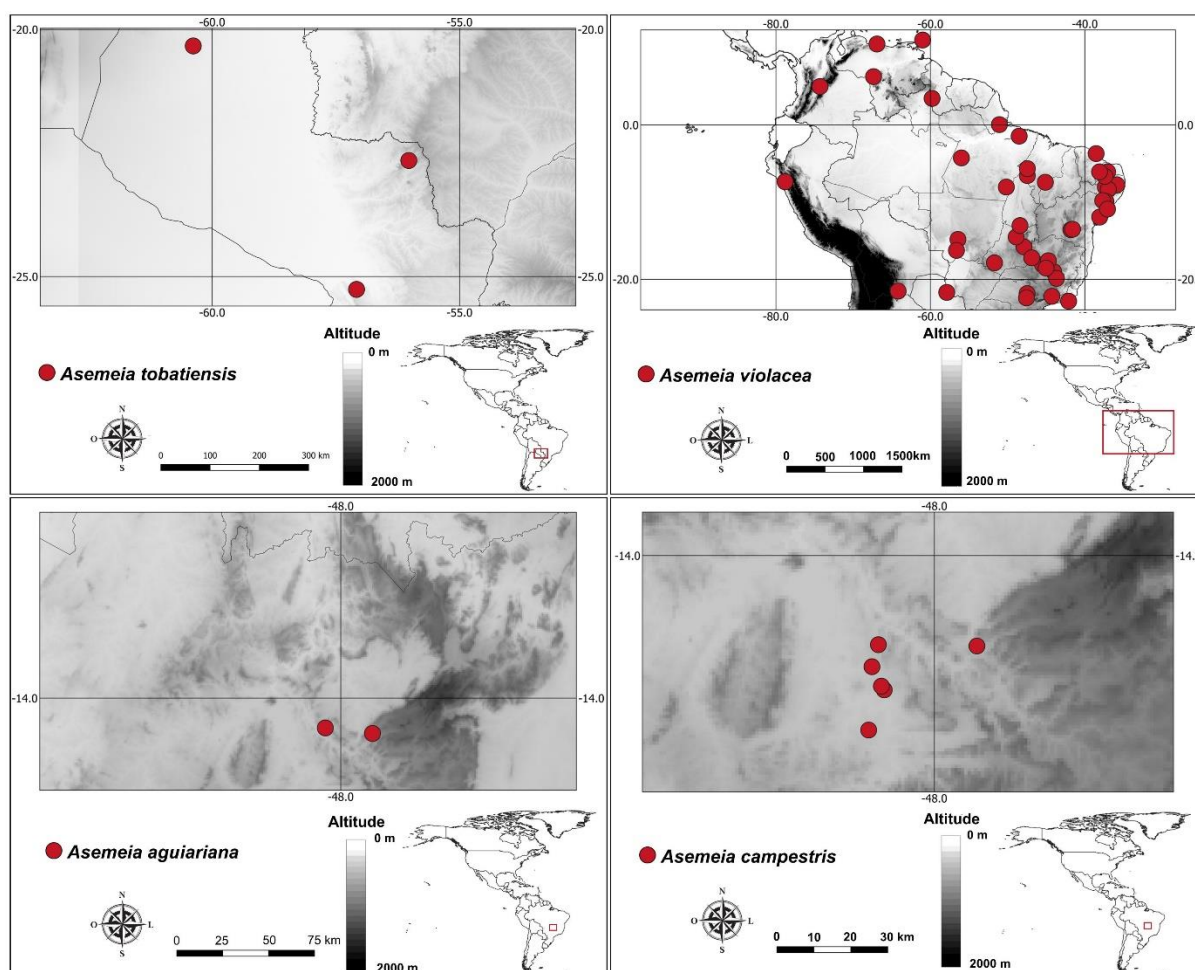 -60.0 -55.0
-20.0 -20.0
-25.0 -25.0
-60.0 -55.0
Altitude
0 m
2000 m
Asemeia tobatiensis
N
O
S
0 100 200 300 km
-80.0 -60.0 -40.0
0.0 0.0
-20.0 -20.0
-80.0 -60.0 -40.0
Altitude
0 m
2000 m
Asemeia violacea
N
O L
S
0 500 1000 1500km
-48.0
-14.0 -14.0
-48.0
Altitude
0 m
2000 m
Asemeia aguiariana
N
O L
S
0 25 50 75 km
-48.0
-14.0 -14.0
-48.0
Altitude
0 m
2000 m
Asemeia campestris
N
O L
S
0 10 20 30 km